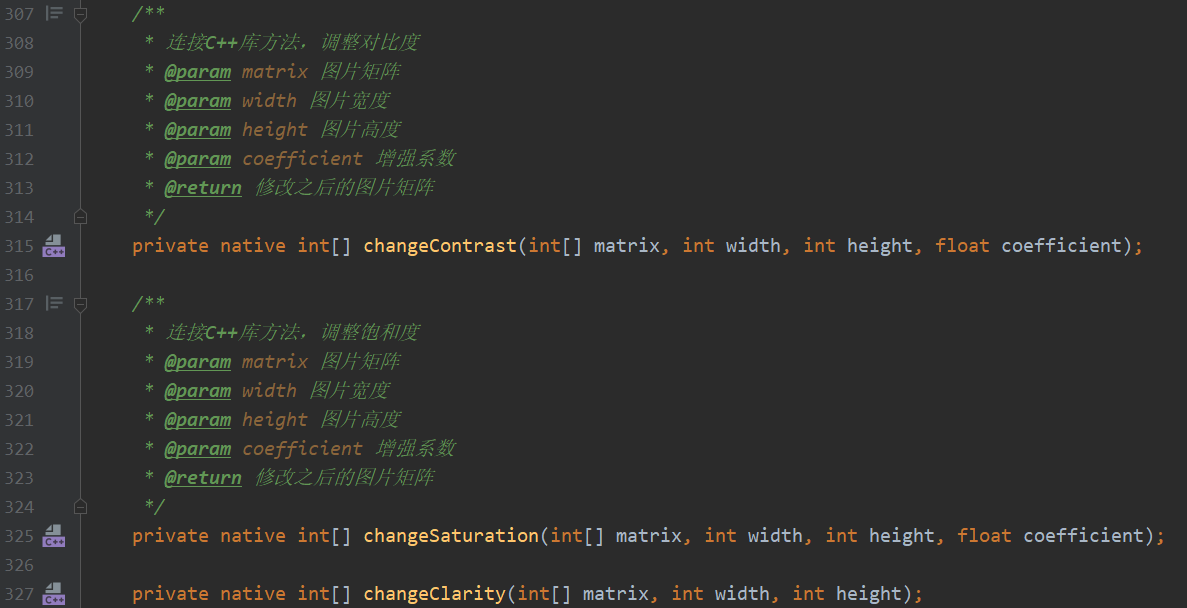 307 /**
308 * 连接C++库方法，调整对比度
309 * @param matrix 图片矩阵
310 * @param width 图片宽度
311 * @param height 图片高度
312 * @param coefficient 增强系数
313 * @return 修改之后的图片矩阵
314 */
315 C++ private native int[] changeContrast(int[] matrix, int width, int height, float coefficient);
316
317 /**
318 * 连接C++库方法，调整饱和度
319 * @param matrix 图片矩阵
320 * @param width 图片宽度
321 * @param height 图片高度
322 * @param coefficient 增强系数
323 * @return 修改之后的图片矩阵
324 */
325 C++ private native int[] changeSaturation(int[] matrix, int width, int height, float coefficient);
326
327 C++ private native int[] changeClarity(int[] matrix, int width, int height);